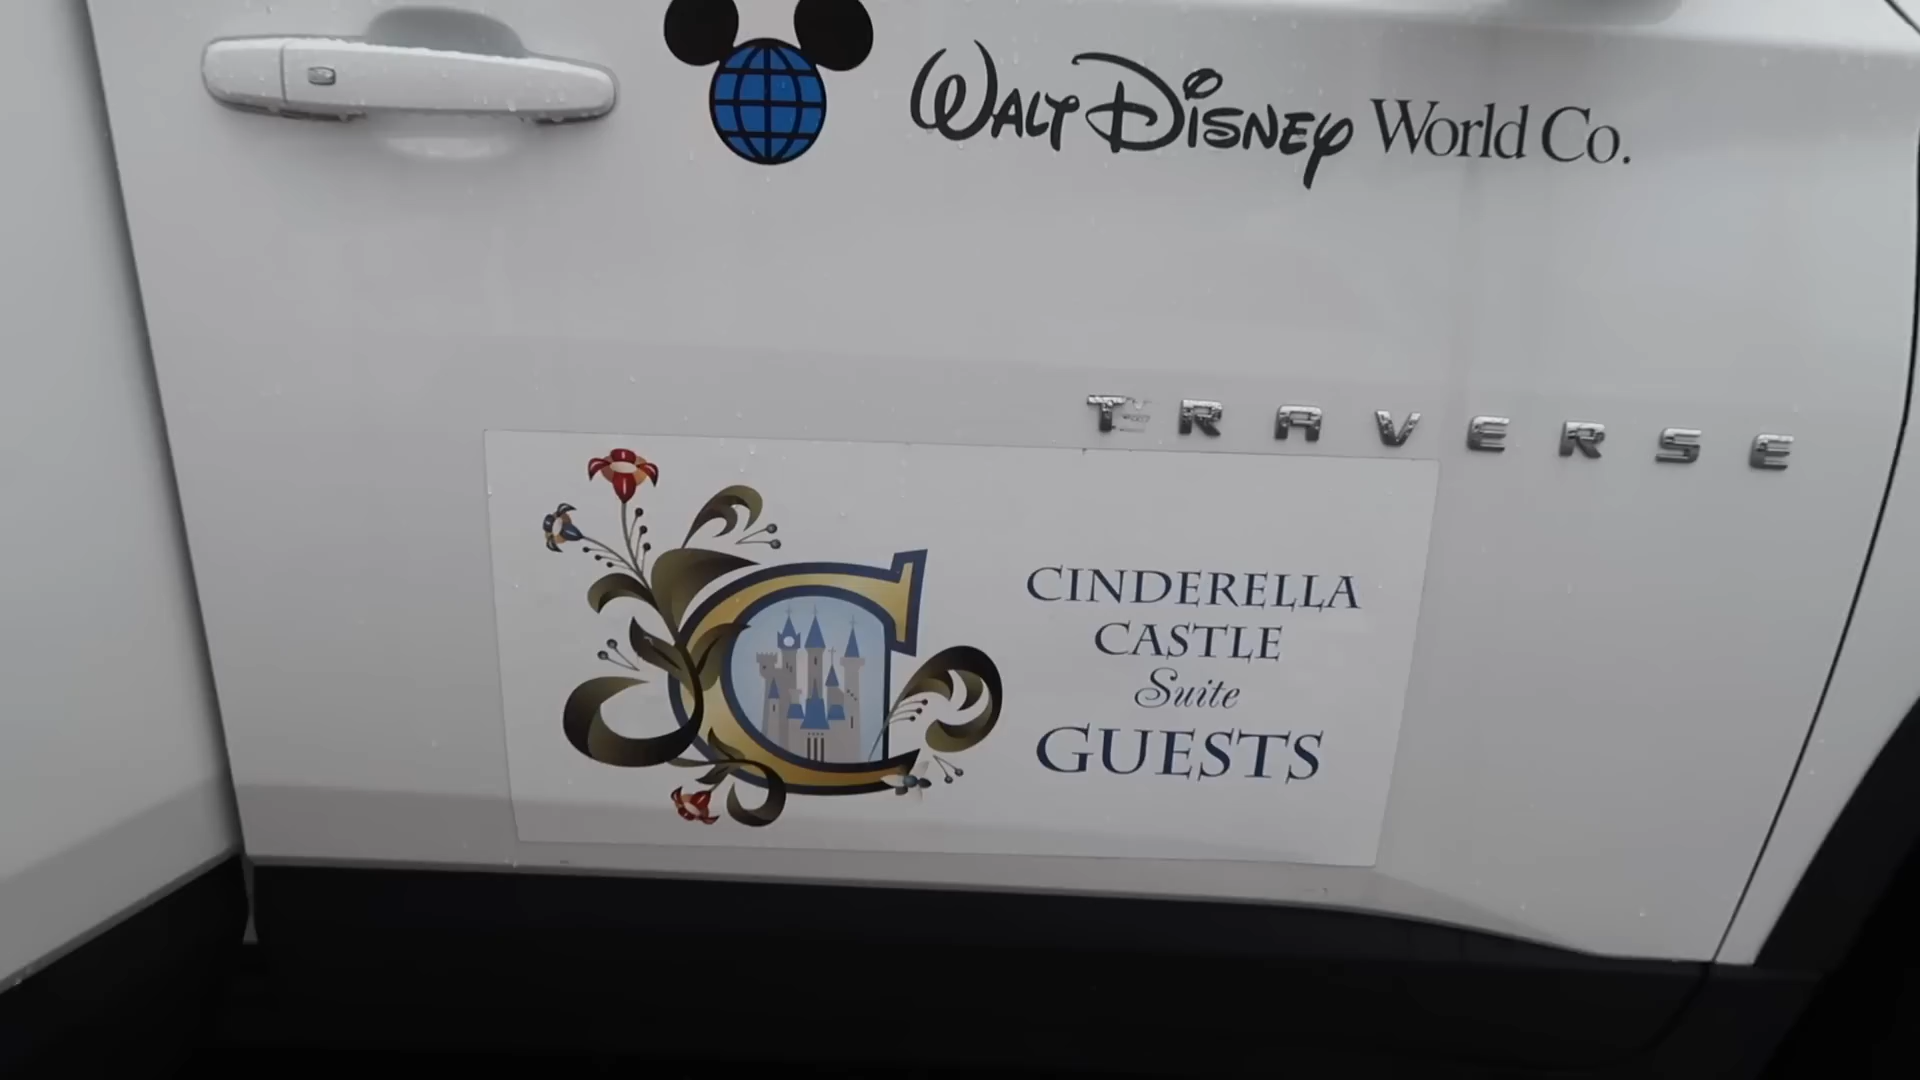 Walt Disney World Co.
TRAVERSE
CINDERELLA
CASTLE
Suite
GUESTS